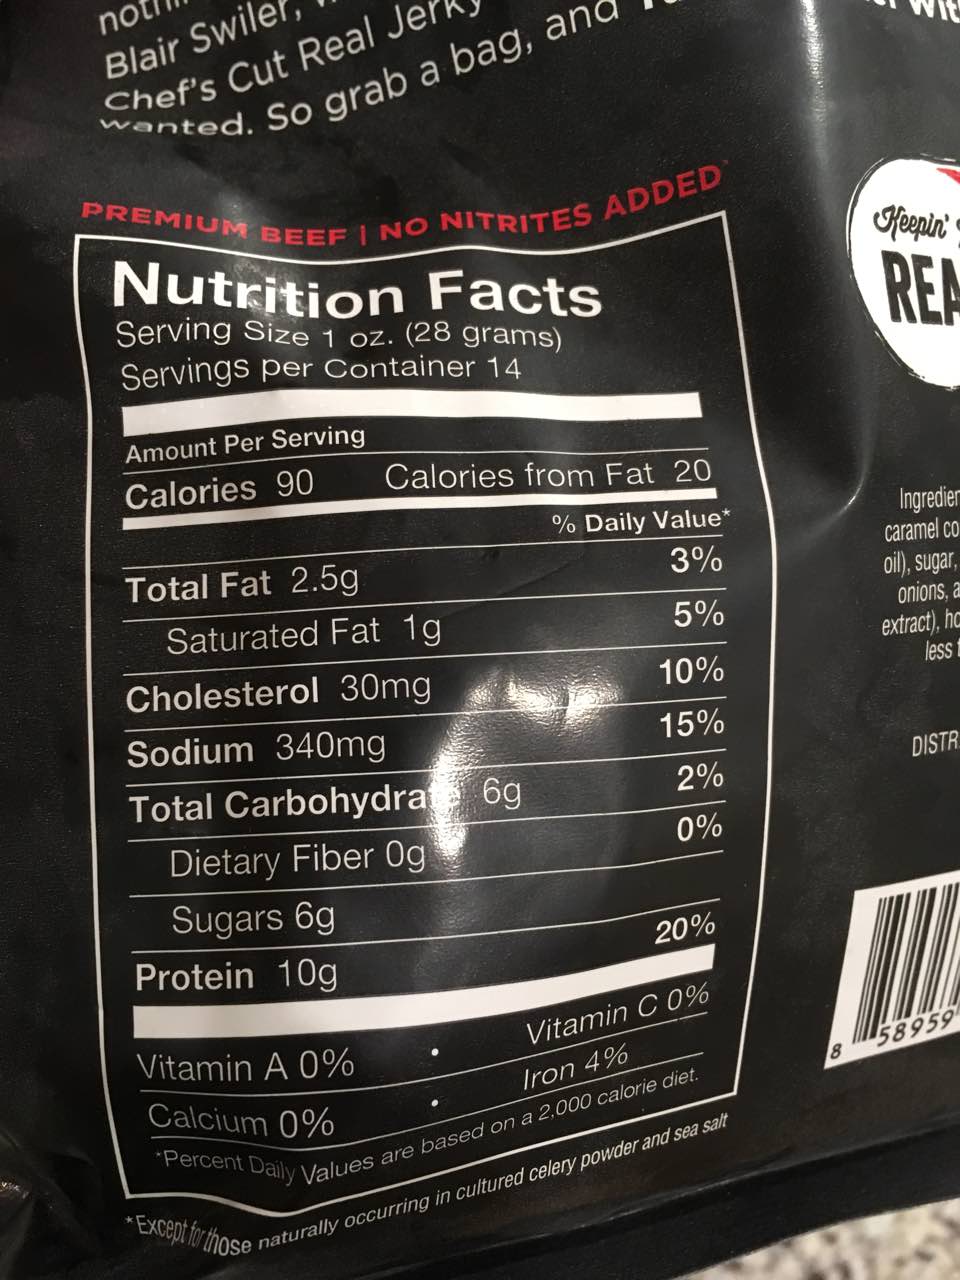 Blair Swiler,
Chef's Cut Real Jerky
wanted. So grab a bag, and
PREMIUM BEEF | NO NITRITES ADDED*
Nutrition Facts
Serving Size 1 oz. (28 grams)
Servings per Container 14
Amount Per Serving
Calories 90 Calories from Fat 20
% Daily Value*
Total Fat 2.5g 3%
Saturated Fat 1g 5%
Cholesterol 30mg 10%
Sodium 340mg 15%
Total Carbohydra 6g 2%
Dietary Fiber 0g 0%
Sugars 6g
Protein 10g 20%
Vitamin A 0% • Vitamin C 0%
Calcium 0% • Iron 4%
*Percent Daily Values are based on a 2,000 calorie diet.
*Except for those naturally occurring in cultured celery powder and sea salt
Keepin'
REA
Ingredien
caramel co
oil), sugar,
onions, a
extract), ho
less
DISTR
8 58959